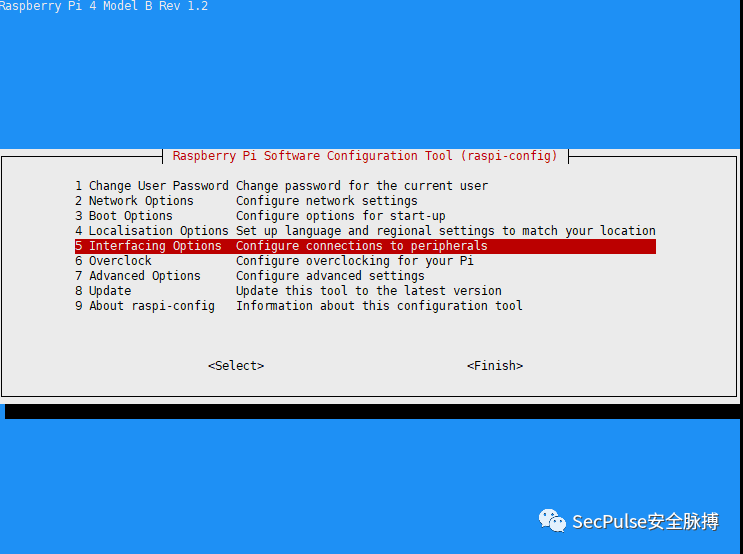 Raspberry Pi 4 Model B Rev 1.2
Raspberry Pi Software Configuration Tool (raspi-config)
1 Change User Password Change password for the current user
2 Network Options Configure network settings
3 Boot Options Configure options for start-up
4 Localisation Options Set up language and regional settings to match your location
5 Interfacing Options Configure connections to peripherals
6 Overclock Configure overclocking for your Pi
7 Advanced Options Configure advanced settings
8 Update Update this tool to the latest version
9 About raspi-config Information about this configuration tool
<Select> <Finish>
SecPulse安全脉搏